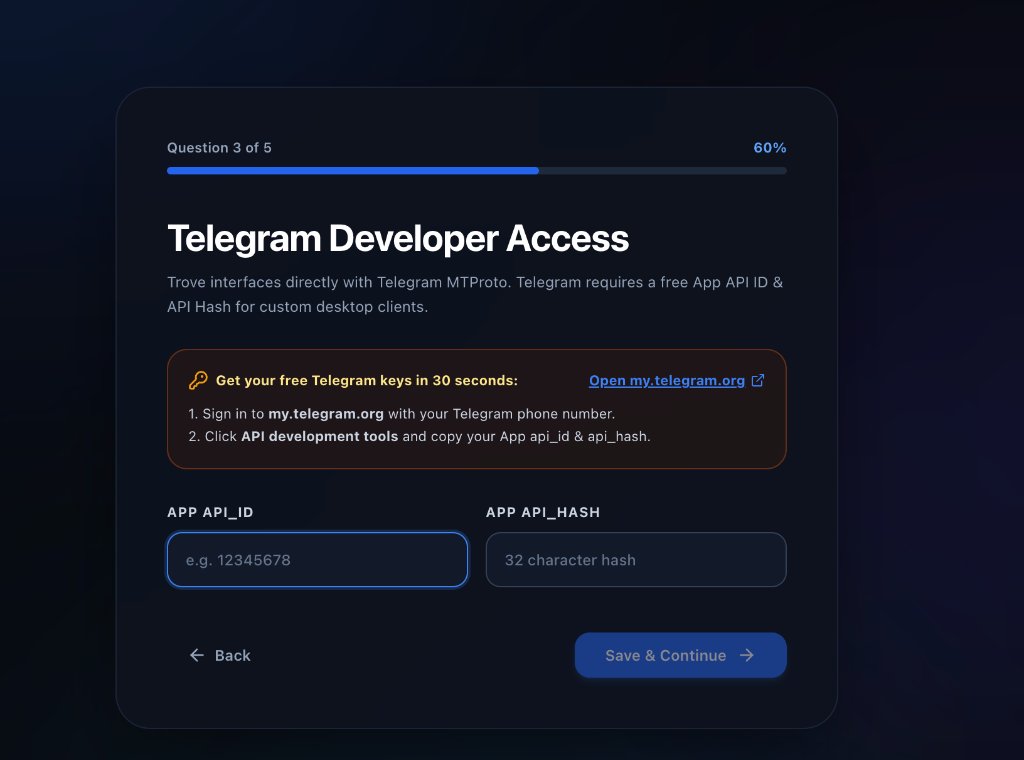 Question 3 of 5
60%
Telegram Developer Access
Trove interfaces directly with Telegram MTProto. Telegram requires a free App API ID &
API Hash for custom desktop clients.
Get your free Telegram keys in 30 seconds:
Open my.telegram.org
1. Sign in to my.telegram.org with your Telegram phone number.
2. Click API development tools and copy your App api_id & api_hash.
APP API_ID
APP API_HASH
e.g. 12345678
32 character hash
Back
Save & Continue